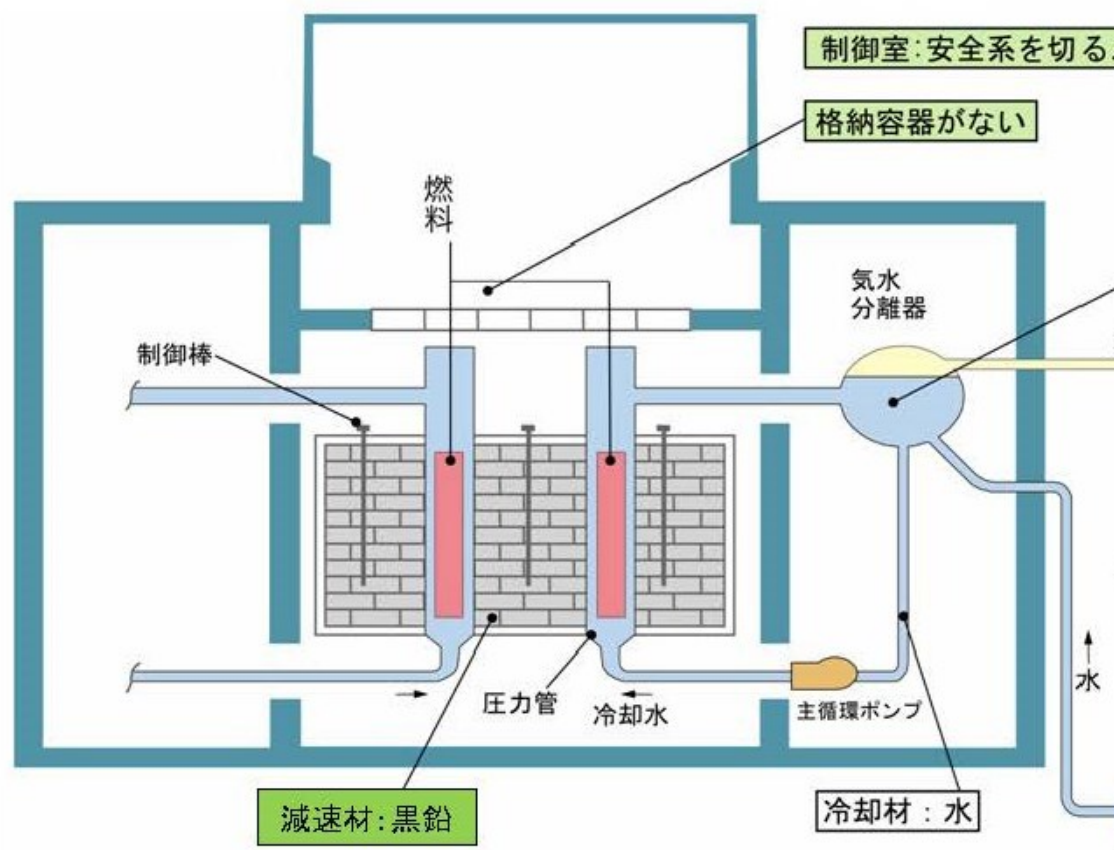 制御室:安全系を切る
格納容器がない
燃料
気水
分離器
制御棒
圧力管
冷却水
主循環ポンプ
水
減速材:黒鉛
冷却材：水